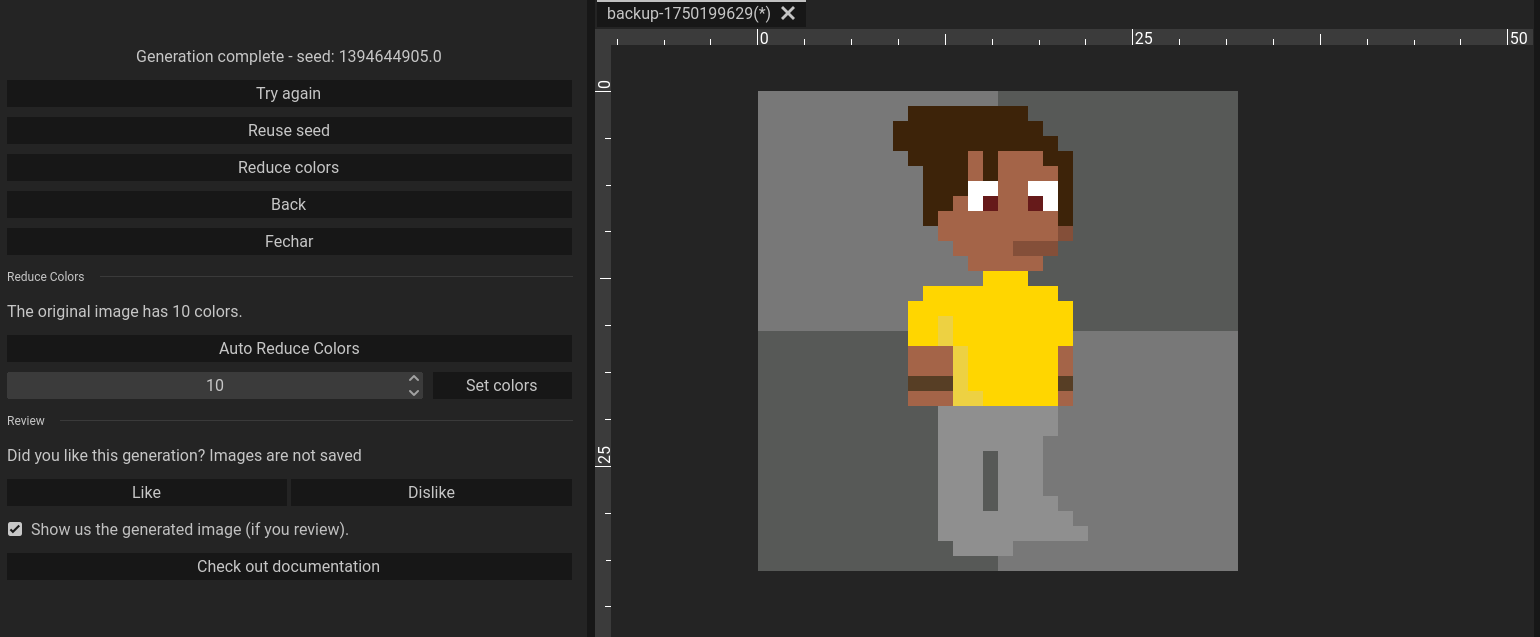 Generation complete - seed: 1394644905.0
Try again
Reuse seed
Reduce colors
Back
Fechar
Reduce Colors
The original image has 10 colors.
Auto Reduce Colors
10
Set colors
Review
Did you like this generation? Images are not saved
Like
Dislike
Show us the generated image (if you review).
Check out documentation
backup-1750199629(*)
0
25
50
0
25